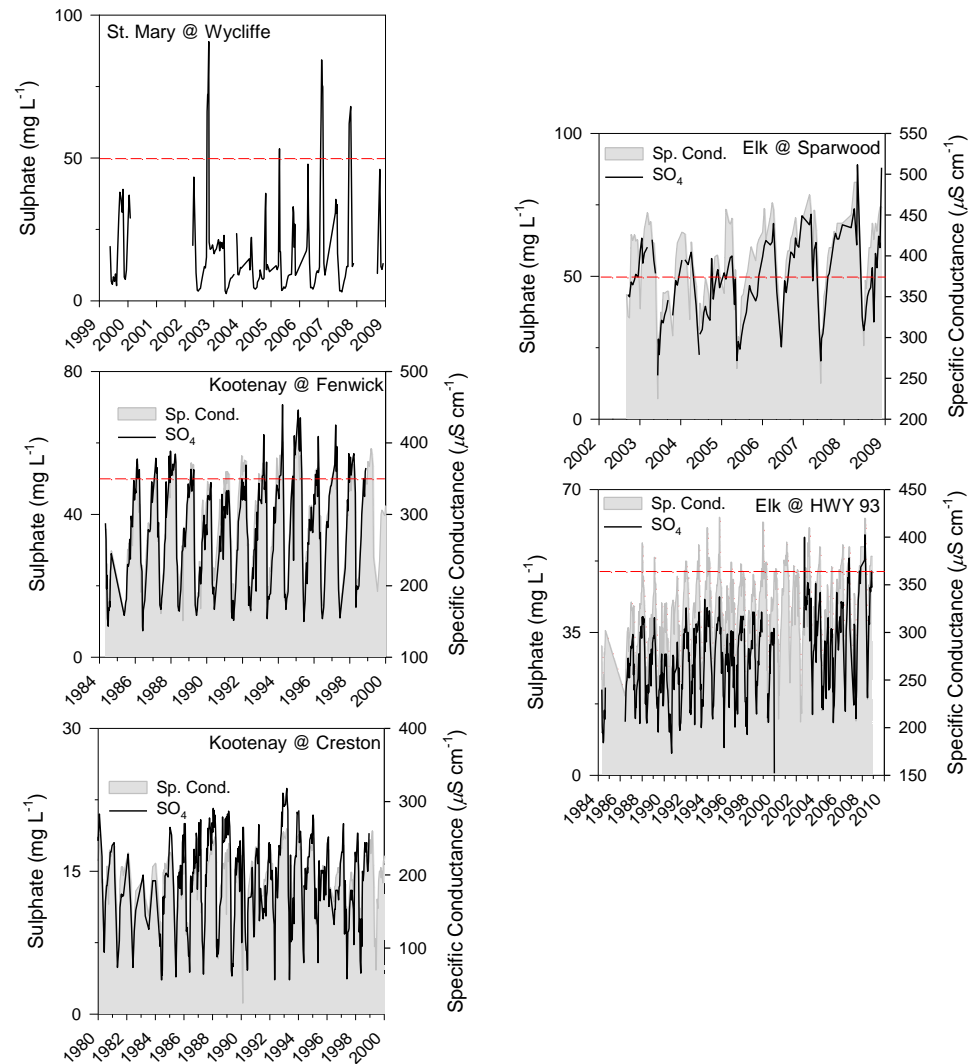 St. Mary @ Wycliffe
Sulphate (mg L-1)
100
50
0
1999 2000 2001 2002 2003 2004 2005 2006 2007 2008 2009
Kootenay @ Fenwick
Sp. Cond.
SO4
Sulphate (mg L-1)
80
40
0
Specific Conductance (µS cm-1)
500
400
300
200
100
1984 1986 1988 1990 1992 1994 1996 1998 2000
Kootenay @ Creston
Sp. Cond.
SO4
Sulphate (mg L-1)
30
15
0
Specific Conductance (µS cm-1)
400
300
200
100
1980 1982 1984 1986 1988 1990 1992 1994 1996 1998 2000
Elk @ Sparwood
Sp. Cond.
SO4
Sulphate (mg L-1)
100
50
0
Specific Conductance (µS cm-1)
550
500
450
400
350
300
250
200
2002 2003 2004 2005 2006 2007 2008 2009
Elk @ HWY 93
Sp. Cond.
SO4
Sulphate (mg L-1)
70
35
0
Specific Conductance (µS cm-1)
450
400
350
300
250
200
150
1984 1986 1988 1990 1992 1994 1996 1998 2000 2002 2004 2006 2008 2010